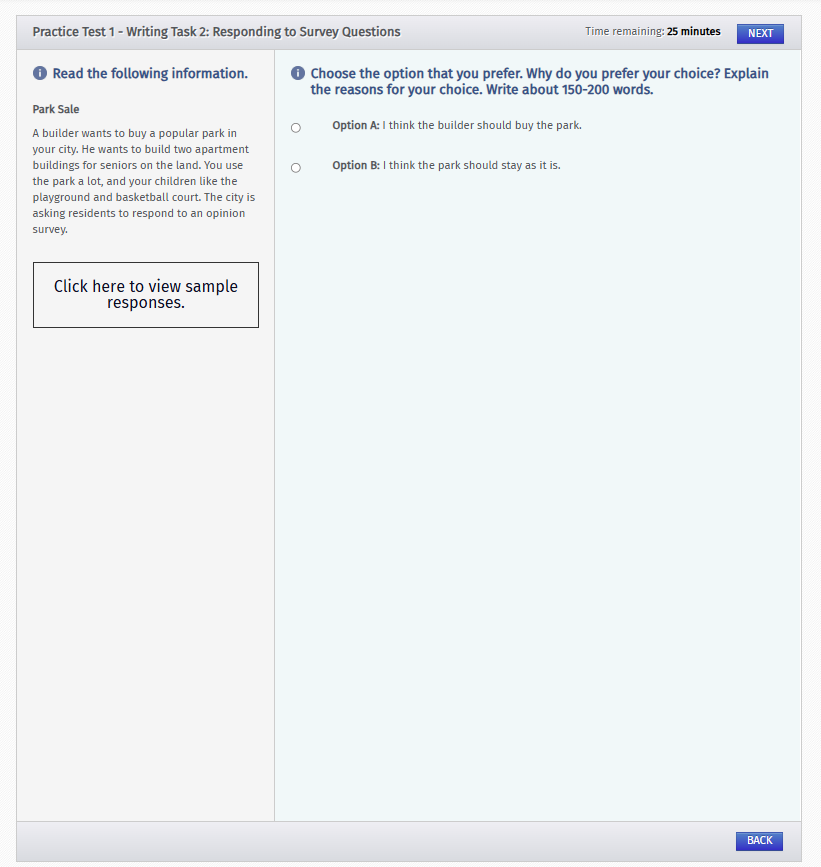 Practice Test 1 - Writing Task 2: Responding to Survey Questions
Time remaining: 25 minutes
NEXT
Read the following information.
Park Sale
A builder wants to buy a popular park in
your city. He wants to build two apartment
buildings for seniors on the land. You use
the park a lot, and your children like the
playground and basketball court. The city is
asking residents to respond to an opinion
survey.
Click here to view sample
responses.
Choose the option that you prefer. Why do you prefer your choice? Explain
the reasons for your choice. Write about 150-200 words.
Option A: I think the builder should buy the park.
Option B: I think the park should stay as it is.
BACK